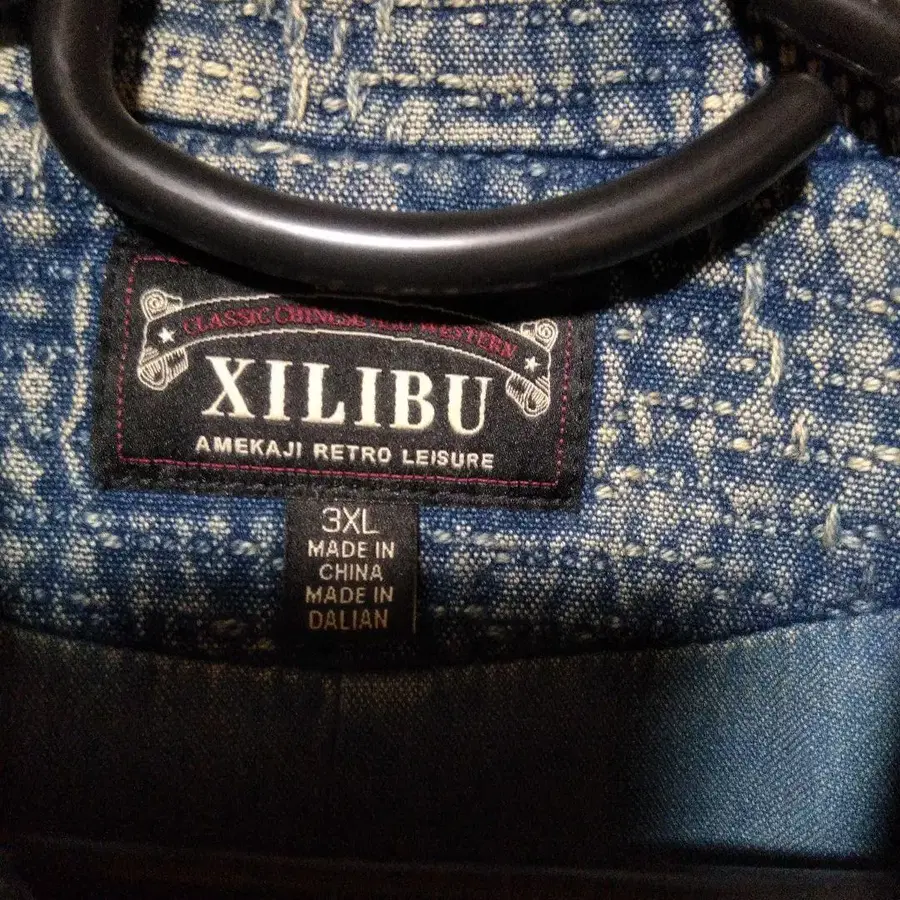 CLASSIC CHINESE AND WESTERN
XILIBU
AMEKAJI RETRO LEISURE
3XL
MADE IN
CHINA
MADE IN
DALIAN